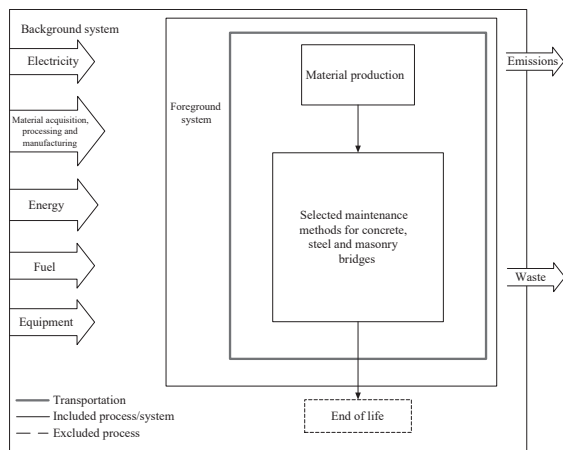 Background system
Electricity
Material acquisition,
processing and
manufacturing
Energy
Fuel
Equipment
Foreground
system
Material production
Selected maintenance
methods for concrete,
steel and masonry
bridges
End of life
Emissions
Waste
Transportation
Included process/system
Excluded process